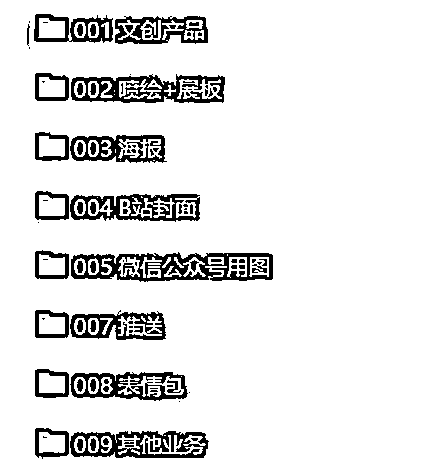 001 文创产品
002 喷绘+展板
003 海报
004 B站封面
005 微信公众号用图
007 推送
008 表情包
009 其他业务